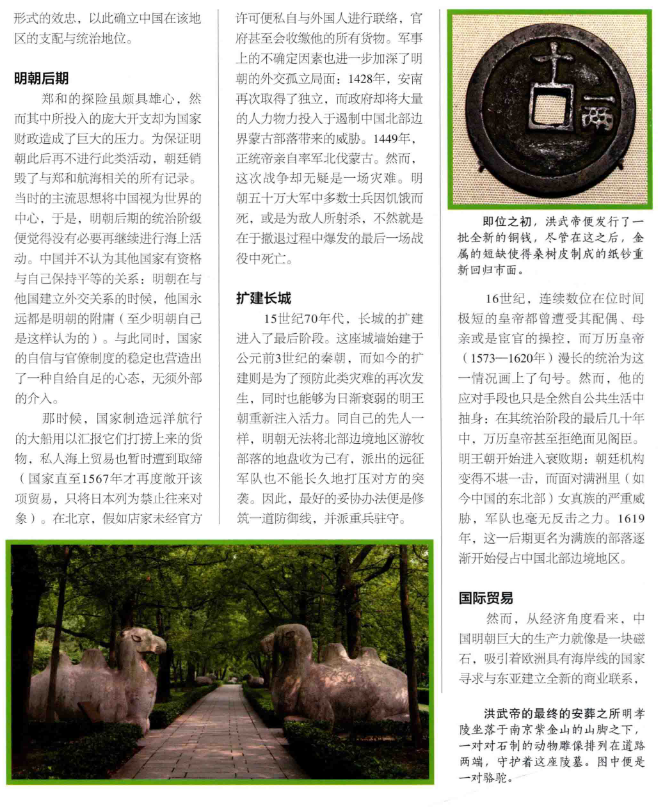 形式的效忠，以此确立中国在该地
区的支配与统治地位。
明朝后期
郑和的探险虽颇具雄心，然
而其中所投入的庞大开支却为国家
财政造成了巨大的压力。为保证明
朝此后再不进行此类活动，朝廷销
毁了与郑和航海相关的所有记录。
当时的主流思想将中国视为世界的
中心，于是，明朝后期的统治阶级
便觉得没有必要再继续进行海上活
动。中国并不认为其他国家有资格
与自己保持平等的关系：明朝在与
他国建立外交关系的时候，他国永
远都是明朝的附庸（至少明朝自己
是这样认为的）。与此同时，国家
的自信与官僚制度的稳定也营造出
了一种自给自足的心态，无须外部
的介入。
那时候，国家制造远洋航行
的大船用以汇报它们打捞上来的货
物，私人海上贸易也暂时遭到取缔
（国家直至1567年才再度敞开该
项贸易，只将日本列为禁止往来对
象）。在北京，假如店家未经官方
许可便私自与外国人进行联络，官
府甚至会收缴他的所有货物。军事
上的不确定因素也进一步加深了明
朝的外交孤立局面：1428年，安南
再次取得了独立，而政府却将大量
的人力物力投入于遏制中国北部边
界蒙古部落带来的威胁。1449年，
正统帝亲自率军北伐蒙古。然而，
这次战争却无疑是一场灾难。明
朝五十万大军中多数士兵因饥饿而
死，或是为敌人所射杀，不然就是
在于撤退过程中爆发的最后一场战
役中死亡。
扩建长城
15世纪70年代，长城的扩建
进入了最后阶段。这座城墙始建于
公元前3世纪的秦朝，而如今的扩
建则是为了预防此类灾难的再次发
生，同时也能够为日渐衰弱的明王
朝重新注入活力。同自己的先人一
样，明朝无法将北部边境地区游牧
部落的地盘收为己有，派出的远征
军队也不能长久地打压对方的突
袭。因此，最好的妥协办法便是修
筑一道防御线，并派重兵驻守。
十
一两
即位之初，洪武帝便发行了一
批全新的铜钱，尽管在这之后，金
属的短缺使得桑树皮制成的纸钞重
新回归市面。
16世纪，连续数位在位时间
极短的皇帝都曾遭受其配偶、母
亲或是宦官的操控，而万历皇帝
（1573—1620年）漫长的统治为这
一情况画上了句号。然而，他的
应对手段也只是全然自公共生活中
抽身：在其统治阶段的最后几十年
中，万历皇帝甚至拒绝面见阁臣。
明王朝开始进入衰败期：朝廷机构
变得不堪一击，而面对满洲里（如
今中国的东北部）女真族的严重威
胁，军队也毫无反击之力。1619
年，这一后期更名为满族的部落逐
渐开始侵占中国北部边境地区。
国际贸易
然而，从经济角度看来，中
国明朝巨大的生产力就像是一块磁
石，吸引着欧洲具有海岸线的国家
寻求与东亚建立全新的商业联系，
洪武帝的最终的安葬之所明孝
陵坐落于南京紫金山的山脚之下，
一对对石制的动物雕像排列在道路
两端，守护着这座陵墓。图中便是
一对骆驼。